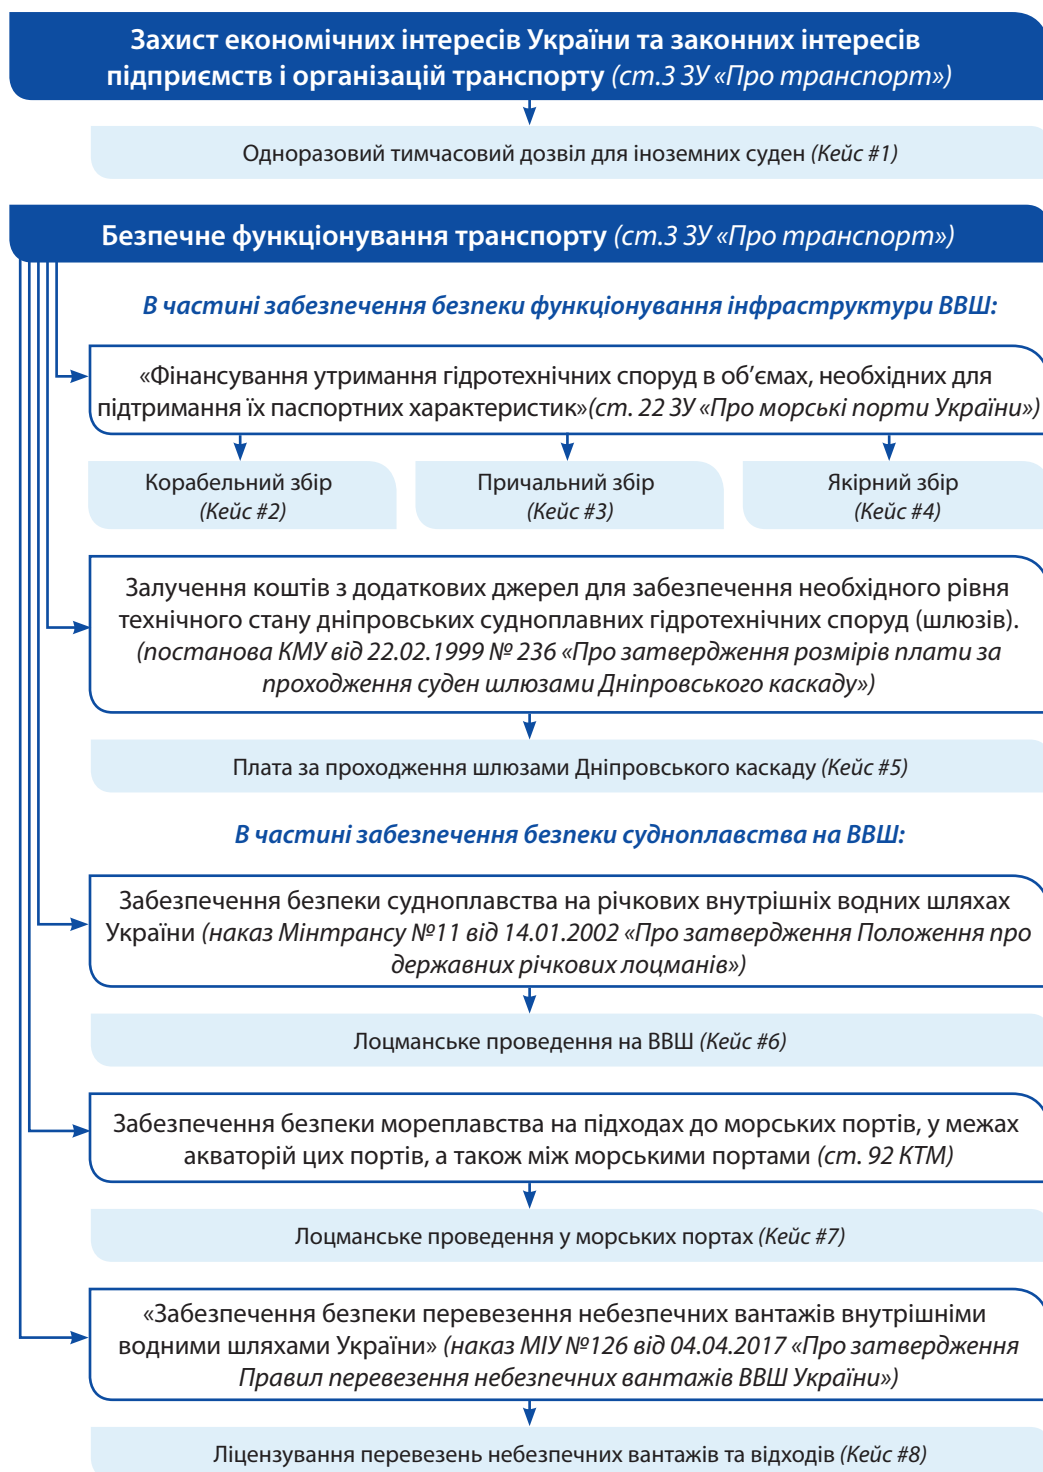 Захист економічних інтересів України та законних інтересів
підприємств і організацій транспорту (ст.3 ЗУ «Про транспорт»)
Одноразовий тимчасовий дозвіл для іноземних суден (Кейс #1)
Безпечне функціонування транспорту (ст.3 ЗУ «Про транспорт»)
В частині забезпечення безпеки функціонування інфраструктури ВВШ:
«Фінансування утримання гідротехнічних споруд в об’ємах, необхідних для
підтримання їх паспортних характеристик»(ст. 22 ЗУ «Про морські порти України»)
Корабельний збір
(Кейс #2)
Причальний збір
(Кейс #3)
Якірний збір
(Кейс #4)
Залучення коштів з додаткових джерел для забезпечення необхідного рівня
технічного стану дніпровських судноплавних гідротехнічних споруд (шлюзів).
(постанова КМУ від 22.02.1999 № 236 «Про затвердження розмірів плати за
проходження суден шлюзами Дніпровського каскаду»)
Плата за проходження шлюзами Дніпровського каскаду (Кейс #5)
В частині забезпечення безпеки судноплавства на ВВШ:
Забезпечення безпеки судноплавства на річкових внутрішніх водних шляхах
України (наказ Мінтрансу №11 від 14.01.2002 «Про затвердження Положення про
державних річкових лоцманів»)
Лоцманське проведення на ВВШ (Кейс #6)
Забезпечення безпеки мореплавства на підходах до морських портів, у межах
акваторій цих портів, а також між морськими портами (ст. 92 КТМ)
Лоцманське проведення у морських портах (Кейс #7)
«Забезпечення безпеки перевезення небезпечних вантажів внутрішніми
водними шляхами України» (наказ МІУ №126 від 04.04.2017 «Про затвердження
Правил перевезення небезпечних вантажів ВВШ України»)
Ліцензування перевезень небезпечних вантажів та відходів (Кейс #8)